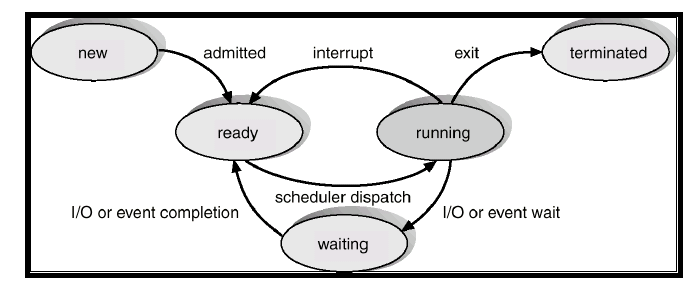 new
admitted
interrupt
exit
terminated
ready
running
scheduler dispatch
I/O or event completion
I/O or event wait
waiting